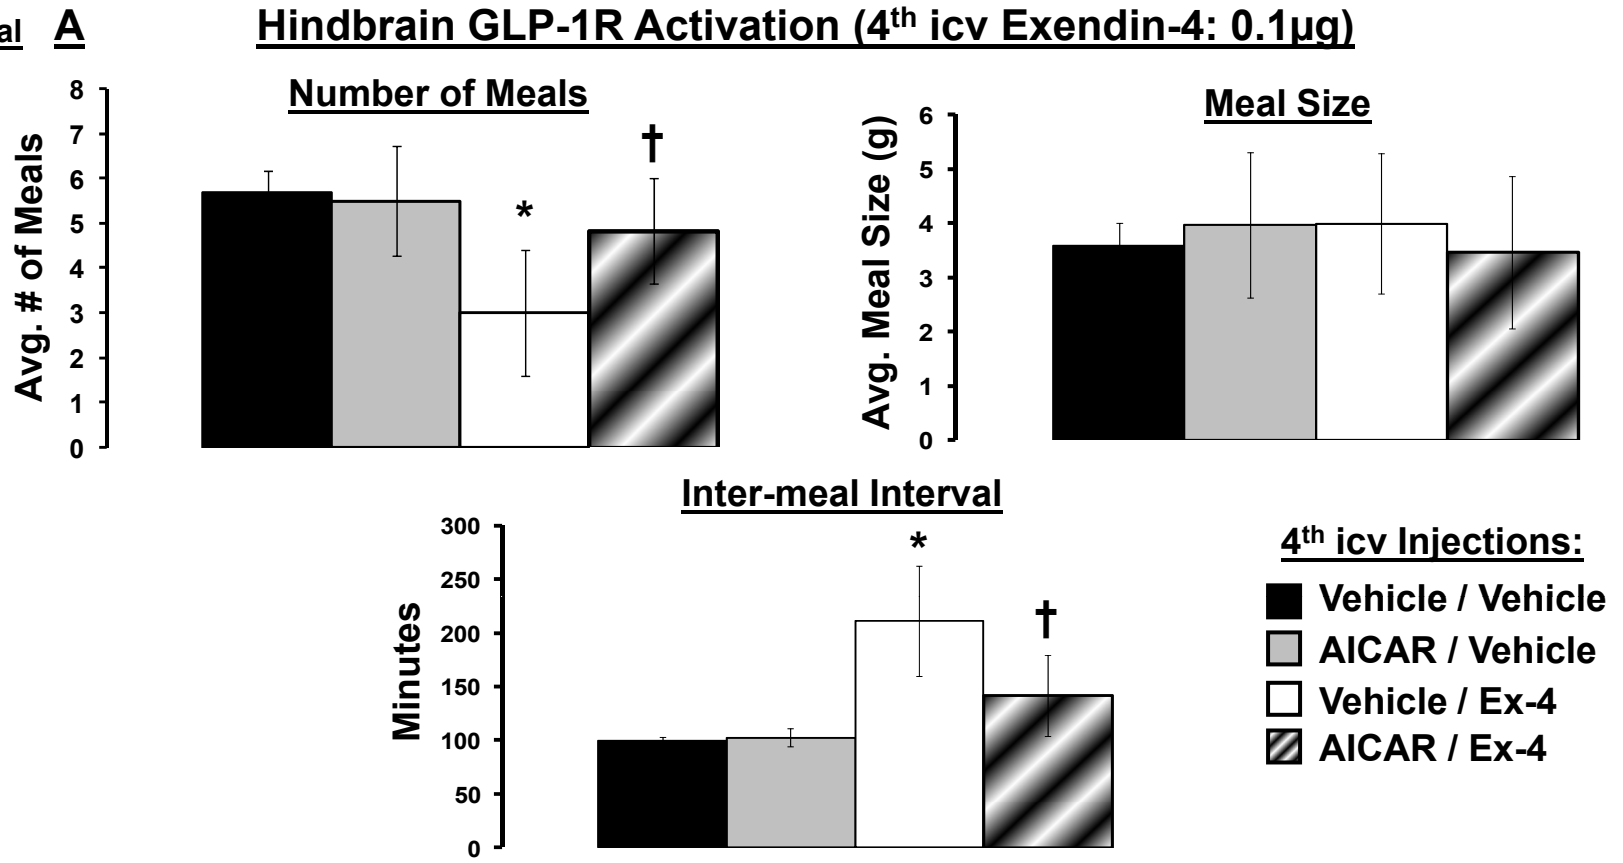 al
A
Hindbrain GLP-1R Activation (4th icv Exendin-4: 0.1µg)
Number of Meals
Avg. # of Meals
8
7
6
5
4
3
2
1
0
*
†
Meal Size
Avg. Meal Size (g)
6
5
4
3
2
1
0
Inter-meal Interval
Minutes
300
250
200
150
100
50
0
*
†
4th icv Injections:
Vehicle / Vehicle
AICAR / Vehicle
Vehicle / Ex-4
AICAR / Ex-4